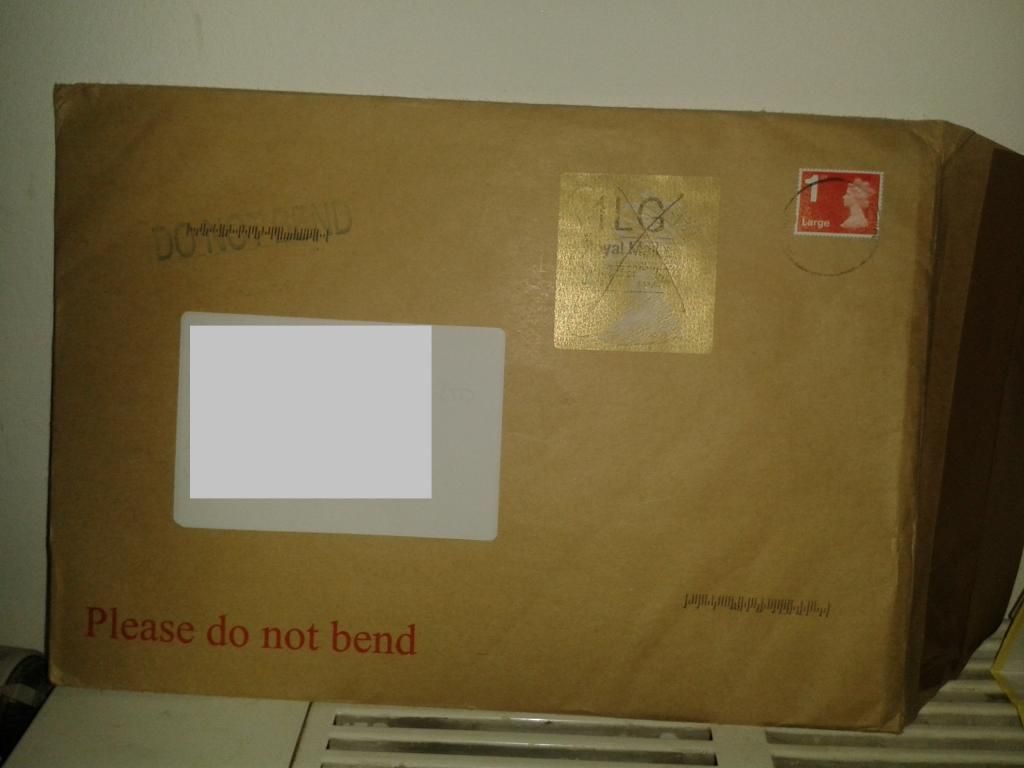 DO NOT BEND
1LG
Royal Mail
1
Large
Please do not bend